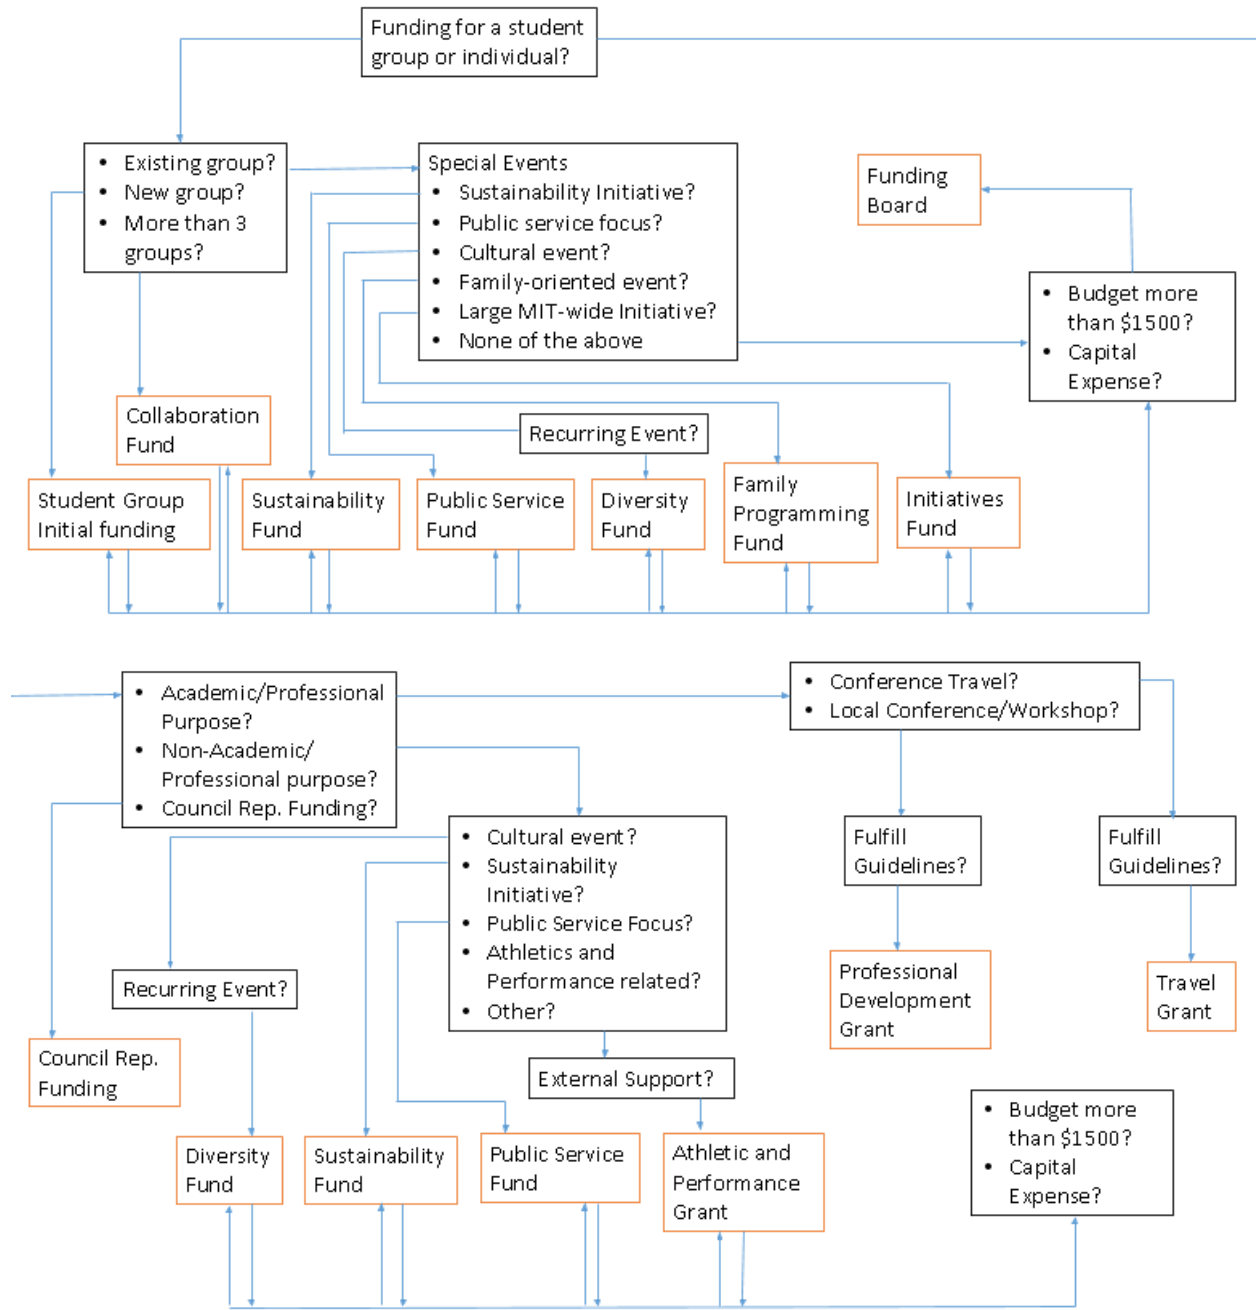 Funding for a student
group or individual?
• Existing group?
• New group?
• More than 3
groups?
Special Events
• Sustainability Initiative?
• Public service focus?
• Cultural event?
• Family-oriented event?
• Large MIT-wide Initiative?
• None of the above
Funding
Board
• Budget more
than $1500?
• Capital
Expense?
Collaboration
Fund
Recurring Event?
Student Group
Initial funding
Sustainability
Fund
Public Service
Fund
Diversity
Fund
Family
Programming
Fund
Initiatives
Fund
• Academic/Professional
Purpose?
• Non-Academic/
Professional purpose?
• Council Rep. Funding?
• Conference Travel?
• Local Conference/Workshop?
• Cultural event?
• Sustainability
Initiative?
• Public Service Focus?
• Athletics and
Performance related?
• Other?
Fulfill
Guidelines?
Fulfill
Guidelines?
Recurring Event?
Professional
Development
Grant
Travel
Grant
Council Rep.
Funding
External Support?
• Budget more
than $1500?
• Capital
Expense?
Diversity
Fund
Sustainability
Fund
Public Service
Fund
Athletic and
Performance
Grant